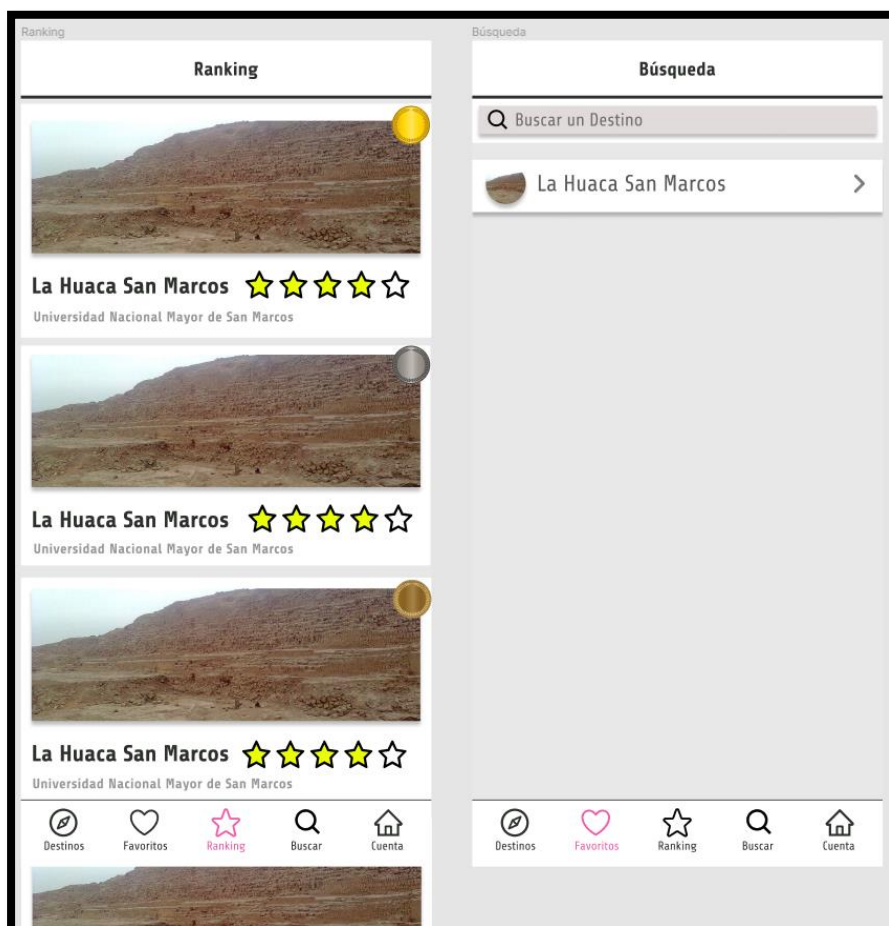 Ranking
Ranking
La Huaca San Marcos
Universidad Nacional Mayor de San Marcos
La Huaca San Marcos
Universidad Nacional Mayor de San Marcos
La Huaca San Marcos
Universidad Nacional Mayor de San Marcos
Destinos Favoritos Ranking Buscar Cuenta
Búsqueda
Búsqueda
Buscar un Destino
La Huaca San Marcos
Destinos Favoritos Ranking Buscar Cuenta